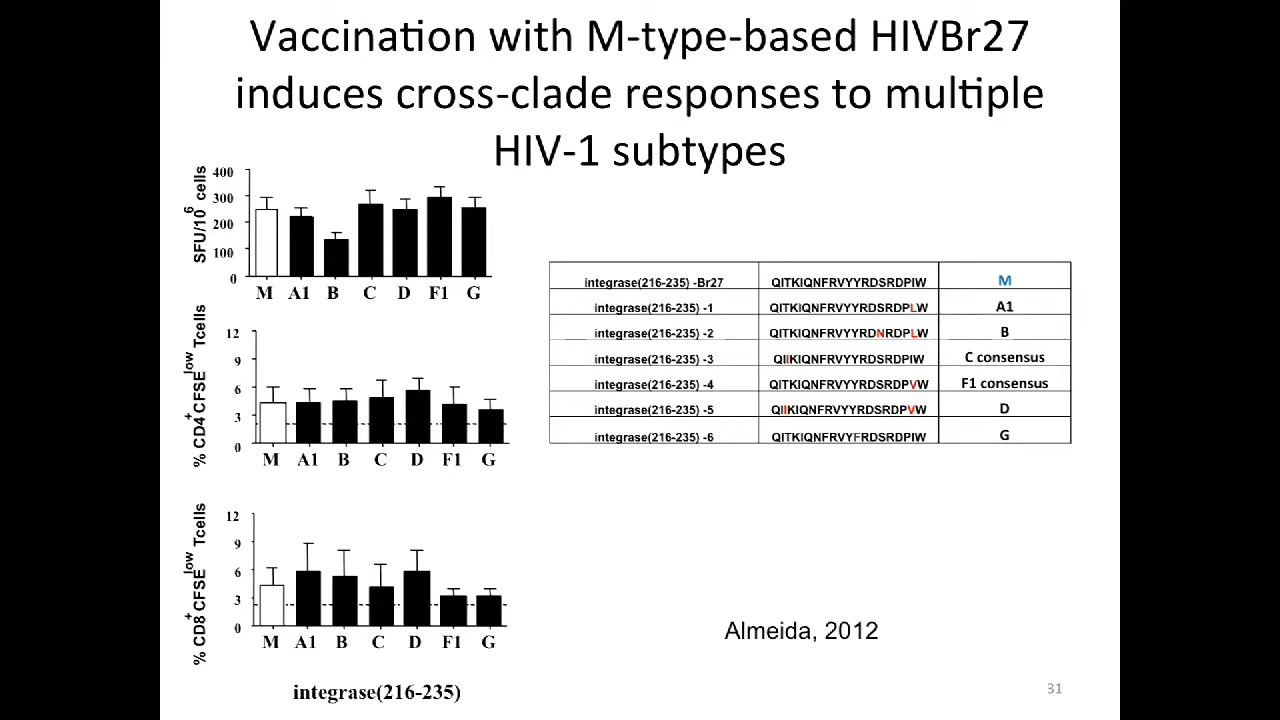 Vaccination with M-type-based HIVBr27
induces cross-clade responses to multiple
HIV-1 subtypes
SFU/10⁶ cells
400
300
200
100
0
M A1 B C D F1 G
% CD4⁺CFSEˡᵒʷ Tcells
12
9
6
3
0
M A1 B C D F1 G
% CD8⁺CFSEˡᵒʷ Tcells
12
9
6
3
0
M A1 B C D F1 G
integrase(216-235)
integrase(216-235) -Br27 QITKIQNFRVYYRDSRDPIW M
integrase(216-235) -1 QITKIQNFRVYYRDSRDPLW A1
integrase(216-235) -2 QITKIQNFRVYYRDNRDPLW B
integrase(216-235) -3 QIIKIQNFRVYYRDSRDPIW C consensus
integrase(216-235) -4 QITKIQNFRVYYRDSRDPVW F1 consensus
integrase(216-235) -5 QIIKIQNFRVYYRDSRDPVW D
integrase(216-235) -6 QITKIQNFRVYFRDSRDPIW G
Almeida, 2012
31